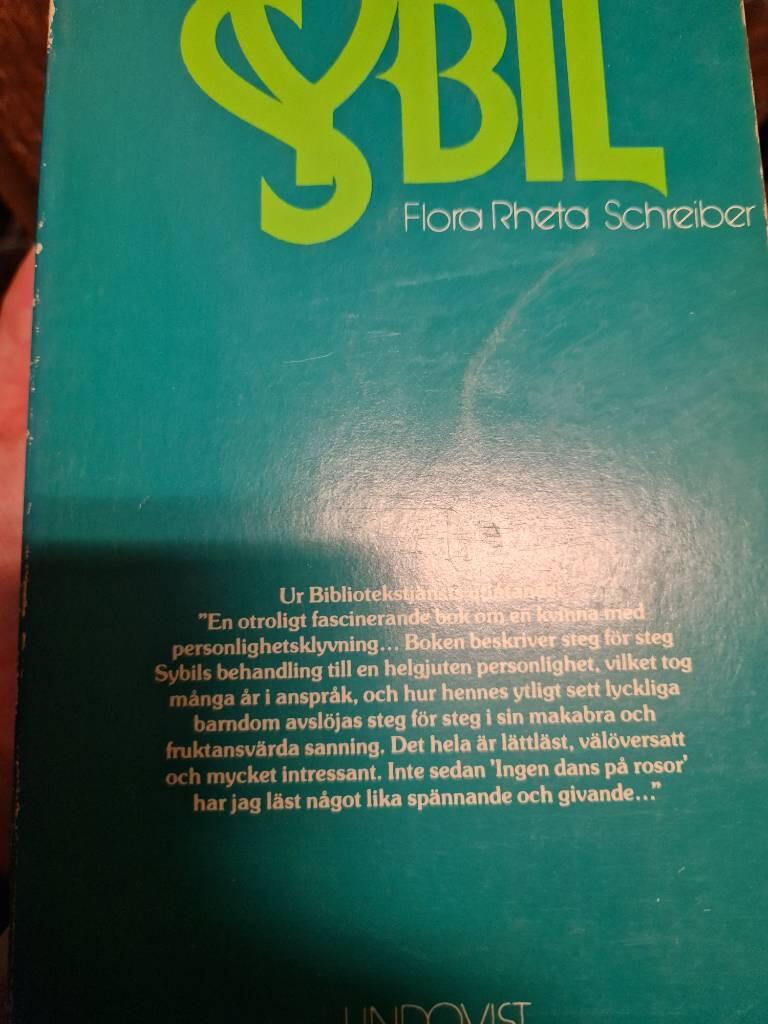 SYBIL
Flora Rheta Schreiber
Ur Bibliotekstjänsts
"En otroligt fascinerande bok om en kvinna med
personlighetsklyvning... Boken beskriver steg för steg
Sybils behandling till en helgjuten personlighet, vilket tog
många år i anspråk, och hur hennes ytligt sett lyckliga
barndom avslöjas steg för steg i sin makabra och
fruktansvärda sanning. Det hela är lättläst, välöversatt
och mycket intressant. Inte sedan 'Ingen dans på rosor'
har jag läst något lika spännande och givande..."
LINDQVIST